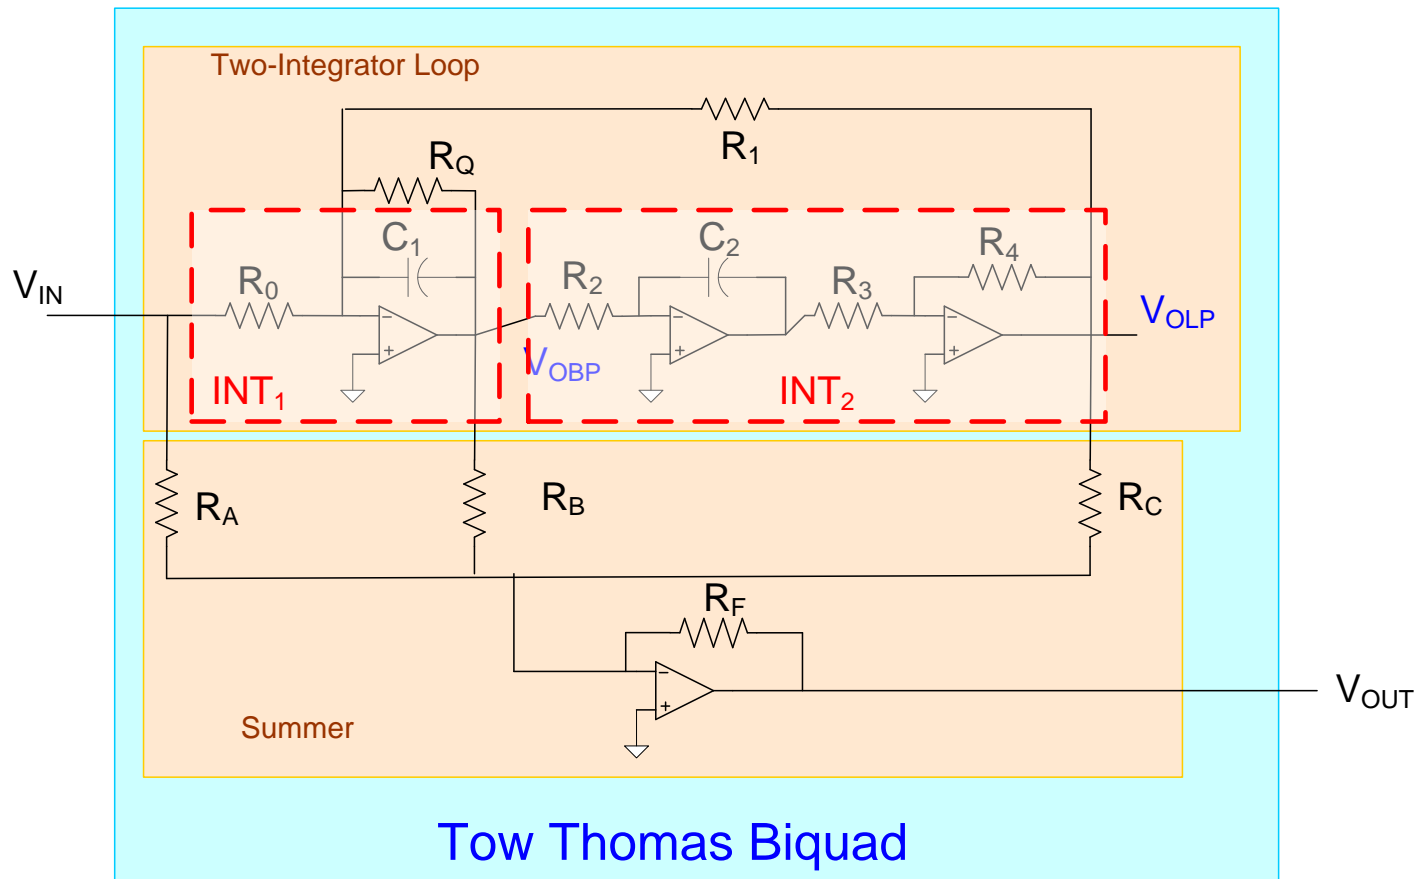 Two-Integrator Loop
R1
RQ
C1
C2
R4
R0
R2
R3
VIN
VOLP
VOBP
INT1
INT2
RA
RB
RC
RF
VOUT
Summer
Tow Thomas Biquad